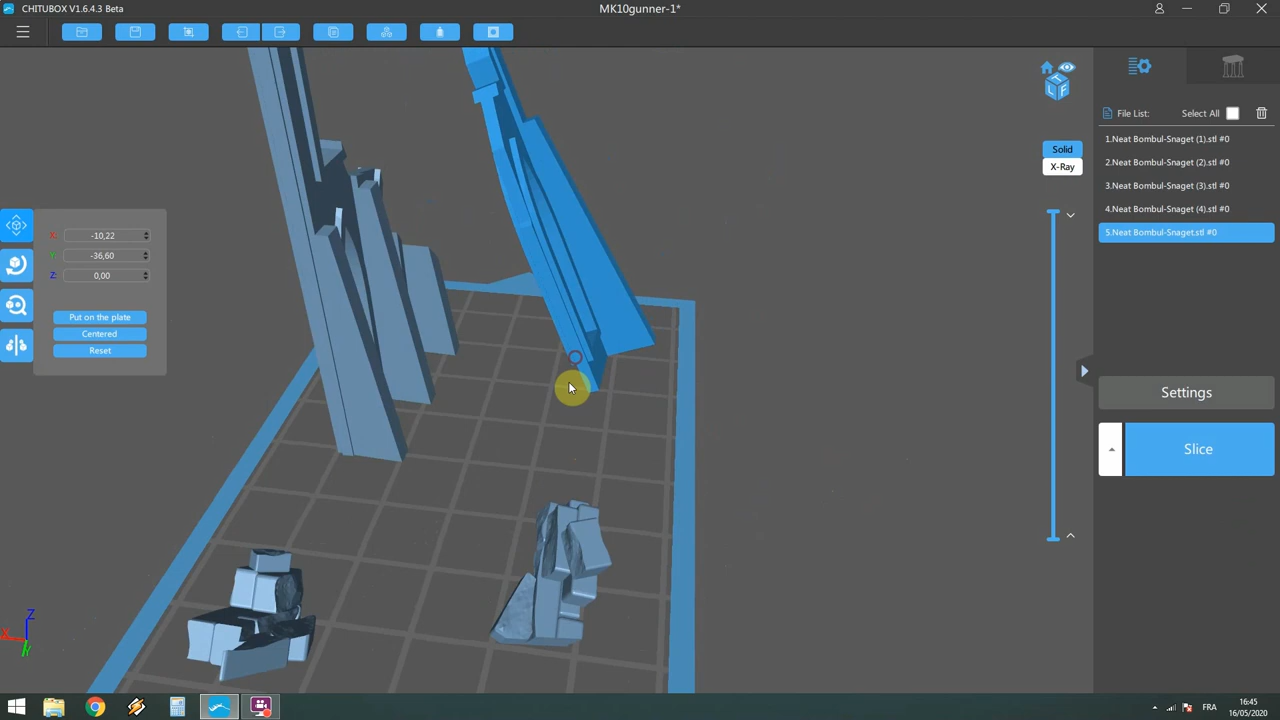 CHITUBOX V1.6.4.3 Beta
MK10gunner-1*
File List:
Select All
1.Neat Bombul-Snaget (1).stl #0
2.Neat Bombul-Snaget (2).stl #0
3.Neat Bombul-Snaget (3).stl #0
4.Neat Bombul-Snaget (4).stl #0
5.Neat Bombul-Snaget.stl #0
T
L F
Solid
X-Ray
X: -10,22
Y: -36,60
Z: 0,00
Put on the plate
Centered
Reset
Settings
Slice
Z
X
Y
FR
FRA
16:45
16/05/2020